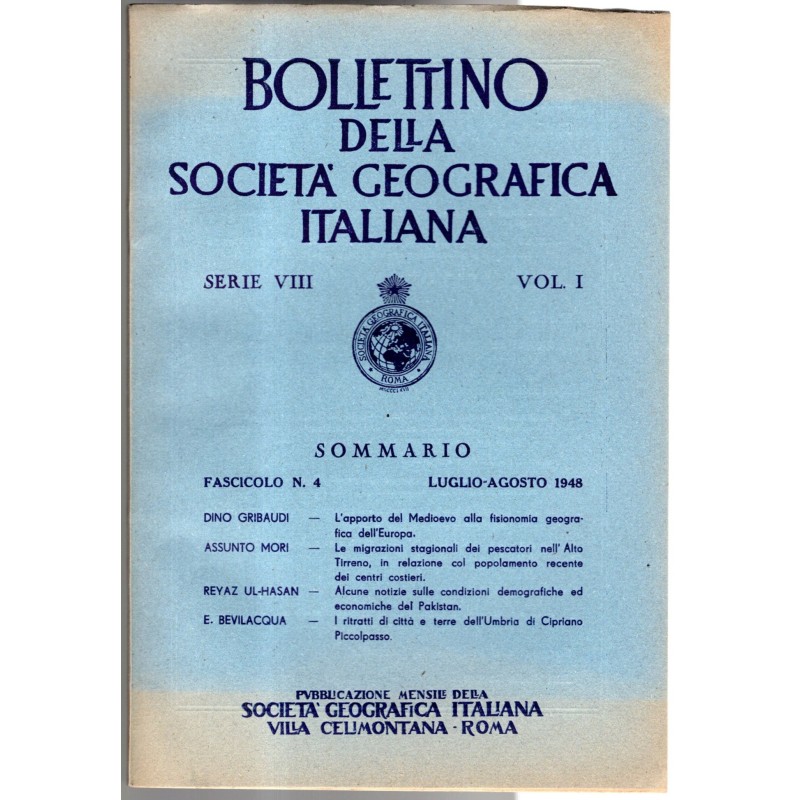 BOLLETTINO
DELLA
SOCIETÀ GEOGRAFICA
ITALIANA
SERIE VIII VOL. I
SOCIETÀ GEOGRAFICA ITALIANA
ROMA
SOMMARIO
FASCICOLO N. 4 LUGLIO-AGOSTO 1948
DINO GRIBAUDI — L'apporto del Medioevo alla fisionomia geogra-
fica dell'Europa.
ASSUNTO MORI — Le migrazioni stagionali dei pescatori nell'Alto
Tirreno, in relazione col popolamento recente
dei centri costieri.
REYAZ UL-HASAN — Alcune notizie sulle condizioni demografiche ed
economiche del Pakistan.
E. BEVILACQUA — I ritratti di città e terre dell'Umbria di Cipriano
Piccolpasso.
PVBBLICAZIONE MENSILE DELLA
SOCIETÀ GEOGRAFICA ITALIANA
VILLA CELIMONTANA - ROMA